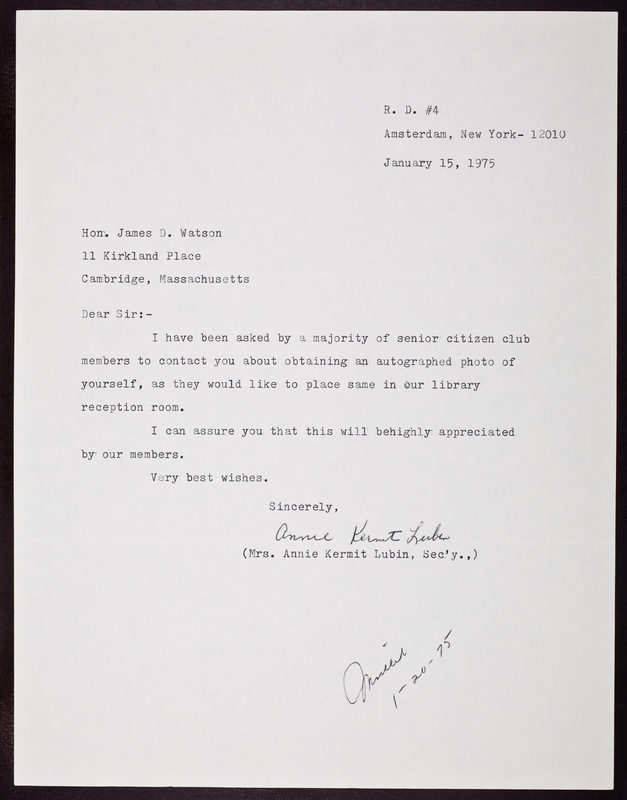 R. D. #4
Amsterdam, New York- 12010
January 15, 1975
Hon. James D. Watson
11 Kirkland Place
Cambridge, Massachusetts
Dear Sir:-
I have been asked by a majority of senior citizen club
members to contact you about obtaining an autographed photo of
yourself, as they would like to place same in our library
reception room.
I can assure you that this will behighly appreciated
by our members.
Very best wishes.
Sincerely,
Annie Kermit Lubin
(Mrs. Annie Kermit Lubin, Sec'y.,)
1-20-75